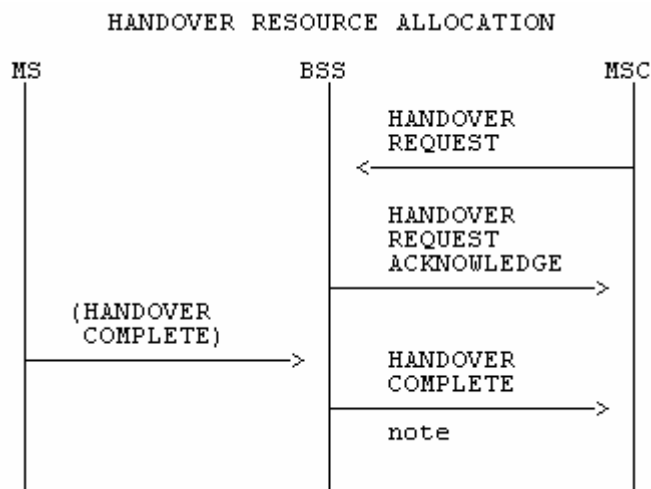 HANDOVER RESOURCE ALLOCATION
MS BSS MSC
HANDOVER
REQUEST
HANDOVER
REQUEST
ACKNOWLEDGE
(HANDOVER
COMPLETE)
HANDOVER
COMPLETE
note